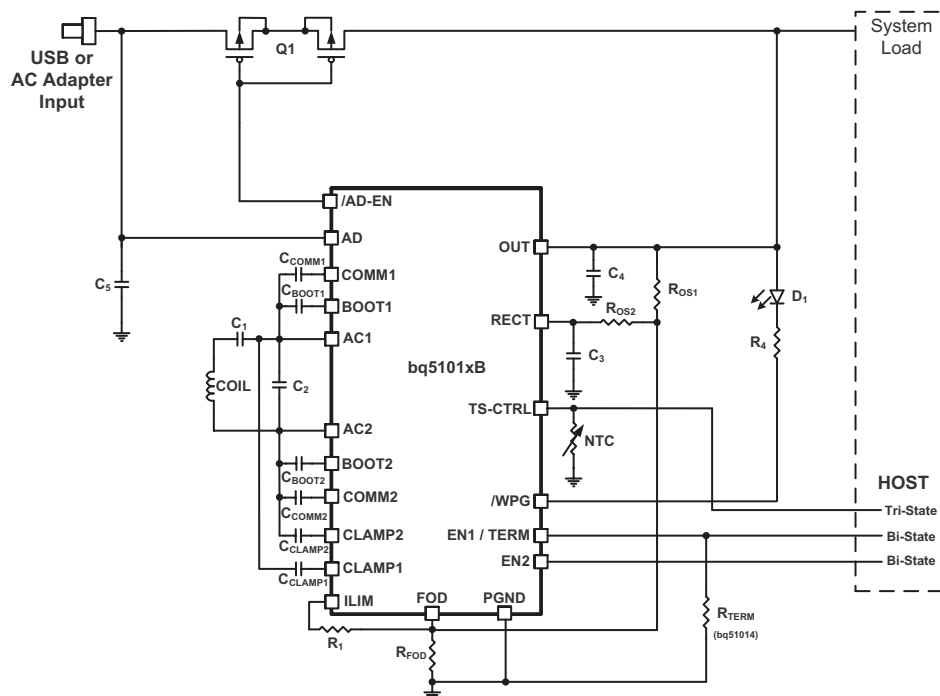 System
Load
USB or
AC Adapter
Input
Q1
/AD-EN
AD
OUT
C5
CCOMM1
COMM1
C4
ROS1
D1
CBOOT1
BOOT1
RECT
ROS2
C1
AC1
R4
bq5101xB
C3
COIL
C2
TS-CTRL
AC2
NTC
BOOT2
CBOOT2
HOST
COMM2
/WPG
Tri-State
CCOMM2
CLAMP2
EN1 / TERM
Bi-State
CCLAMP2
EN2
Bi-State
CLAMP1
CCLAMP1
ILIM
FOD
PGND
RTERM
(bq51014)
R1
RFOD